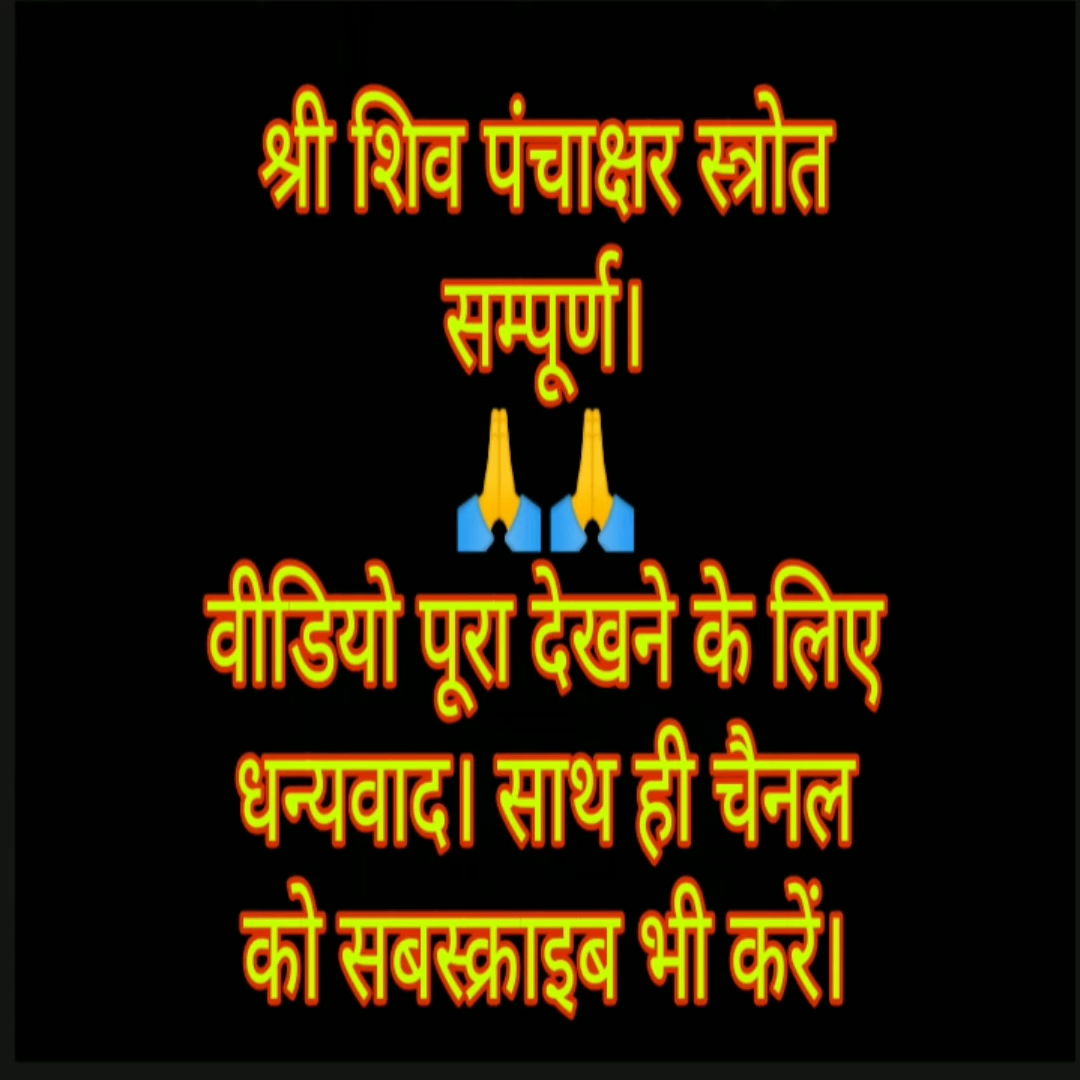 श्री शिव पंचाक्षर स्त्रोत
सम्पूर्ण।
🙏🙏
वीडियो पूरा देखने के लिए
धन्यवाद। साथ ही चैनल
को सबस्क्राइब भी करें।